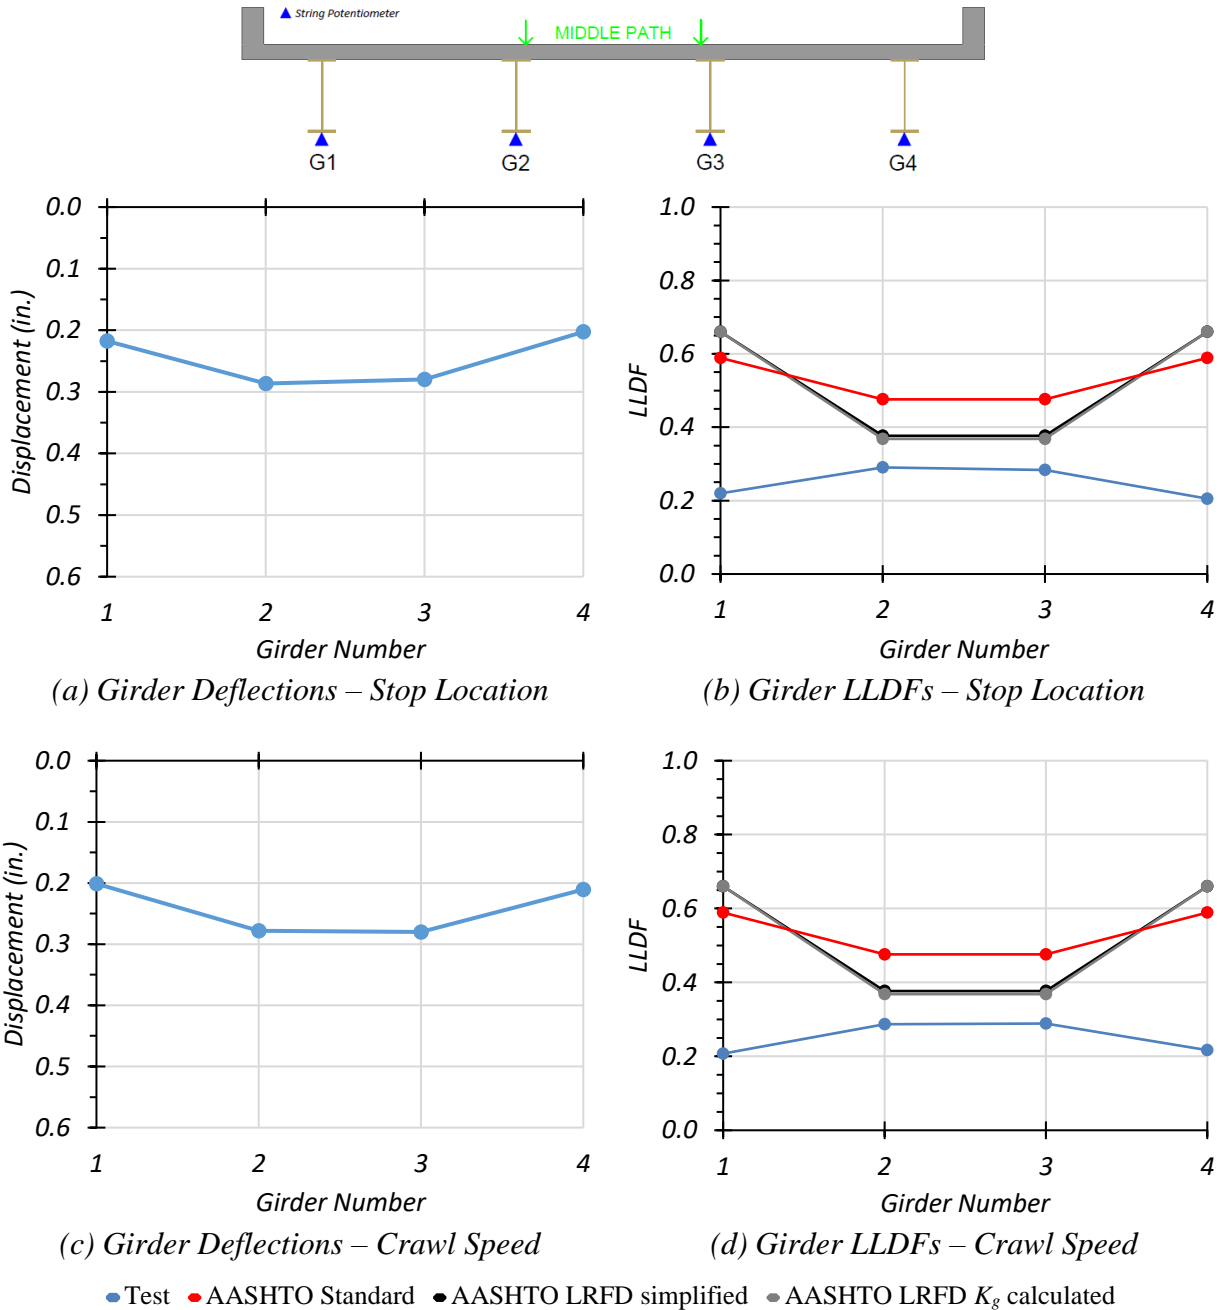 String Potentiometer
MIDDLE PATH
G1 G2 G3 G4
0.0
0.1
0.2
0.3
0.4
0.5
0.6
Displacement (in.)
1 2 3 4
Girder Number
(a) Girder Deflections – Stop Location
1.0
0.8
0.6
0.4
0.2
0.0
LLDF
1 2 3 4
Girder Number
(b) Girder LLDFs – Stop Location
0.0
0.1
0.2
0.3
0.4
0.5
0.6
Displacement (in.)
1 2 3 4
Girder Number
(c) Girder Deflections – Crawl Speed
1.0
0.8
0.6
0.4
0.2
0.0
LLDF
1 2 3 4
Girder Number
(d) Girder LLDFs – Crawl Speed
Test AASHTO Standard AASHTO LRFD simplified AASHTO LRFD Kg calculated